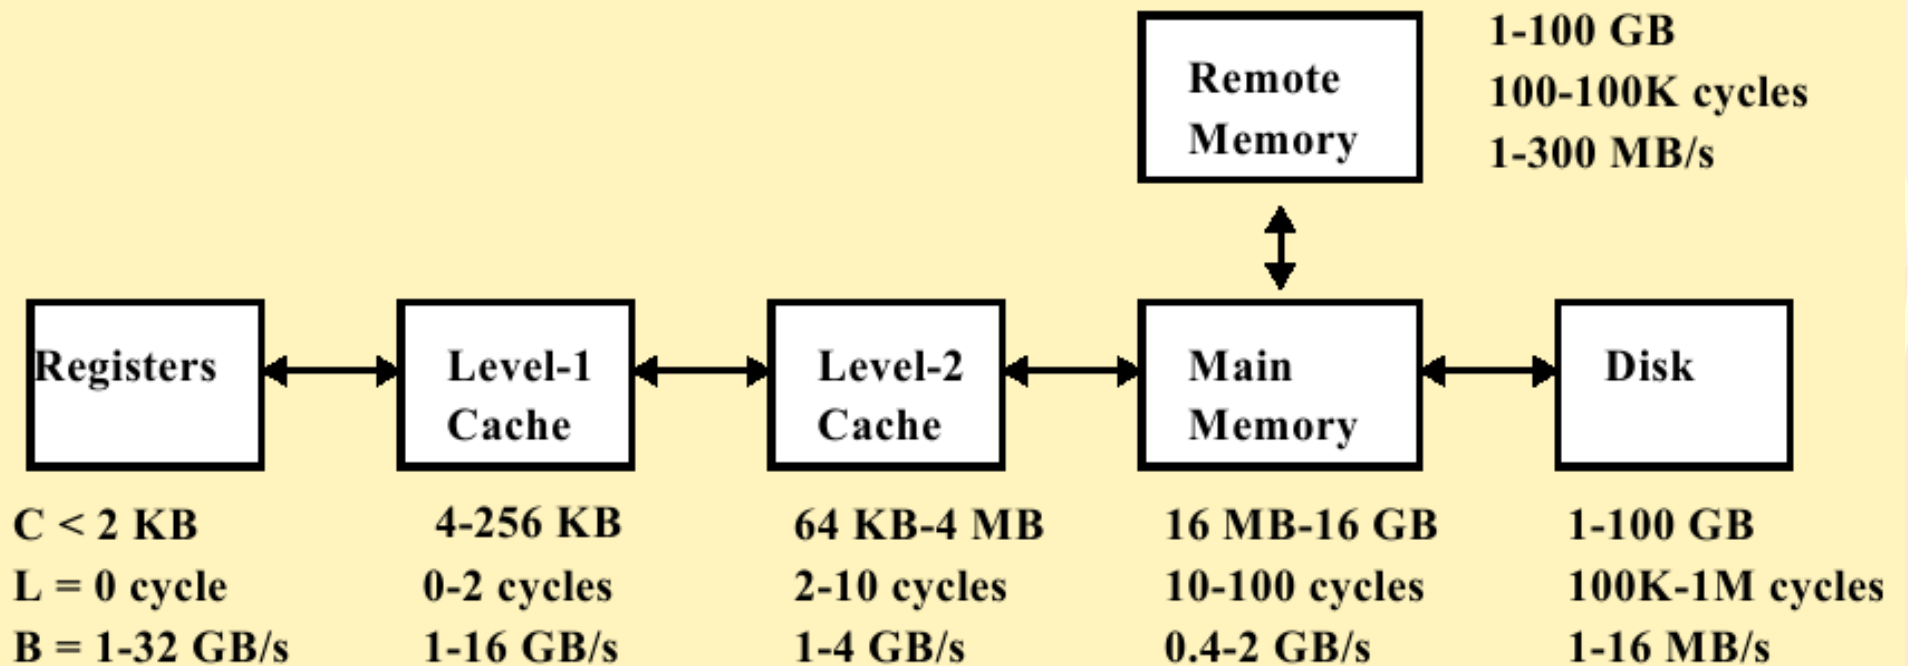 Remote
Memory
1-100 GB
100-100K cycles
1-300 MB/s
Registers
Level-1
Cache
Level-2
Cache
Main
Memory
Disk
C < 2 KB
L = 0 cycle
B = 1-32 GB/s
4-256 KB
0-2 cycles
1-16 GB/s
64 KB-4 MB
2-10 cycles
1-4 GB/s
16 MB-16 GB
10-100 cycles
0.4-2 GB/s
1-100 GB
100K-1M cycles
1-16 MB/s